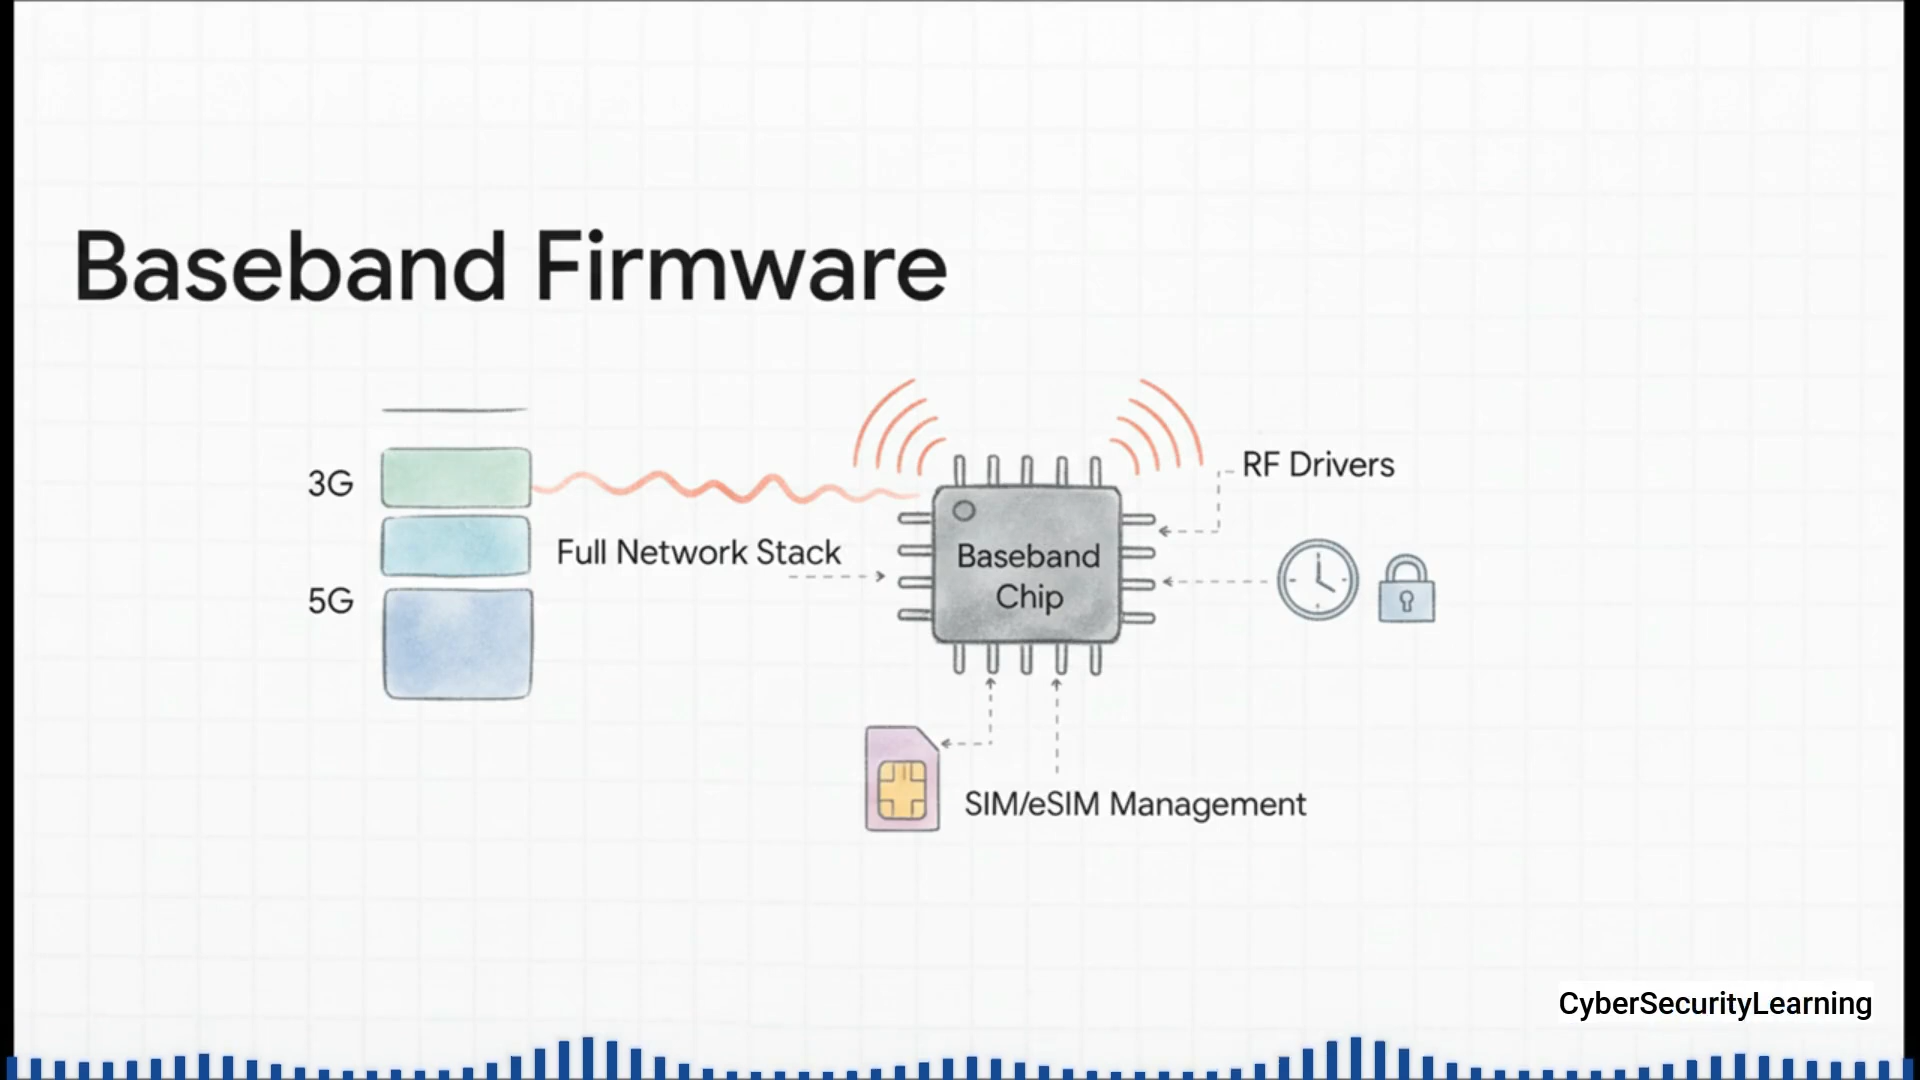 Baseband Firmware
3G
5G
Full Network Stack
Baseband
Chip
RF Drivers
SIM/eSIM Management
CyberSecurityLearning